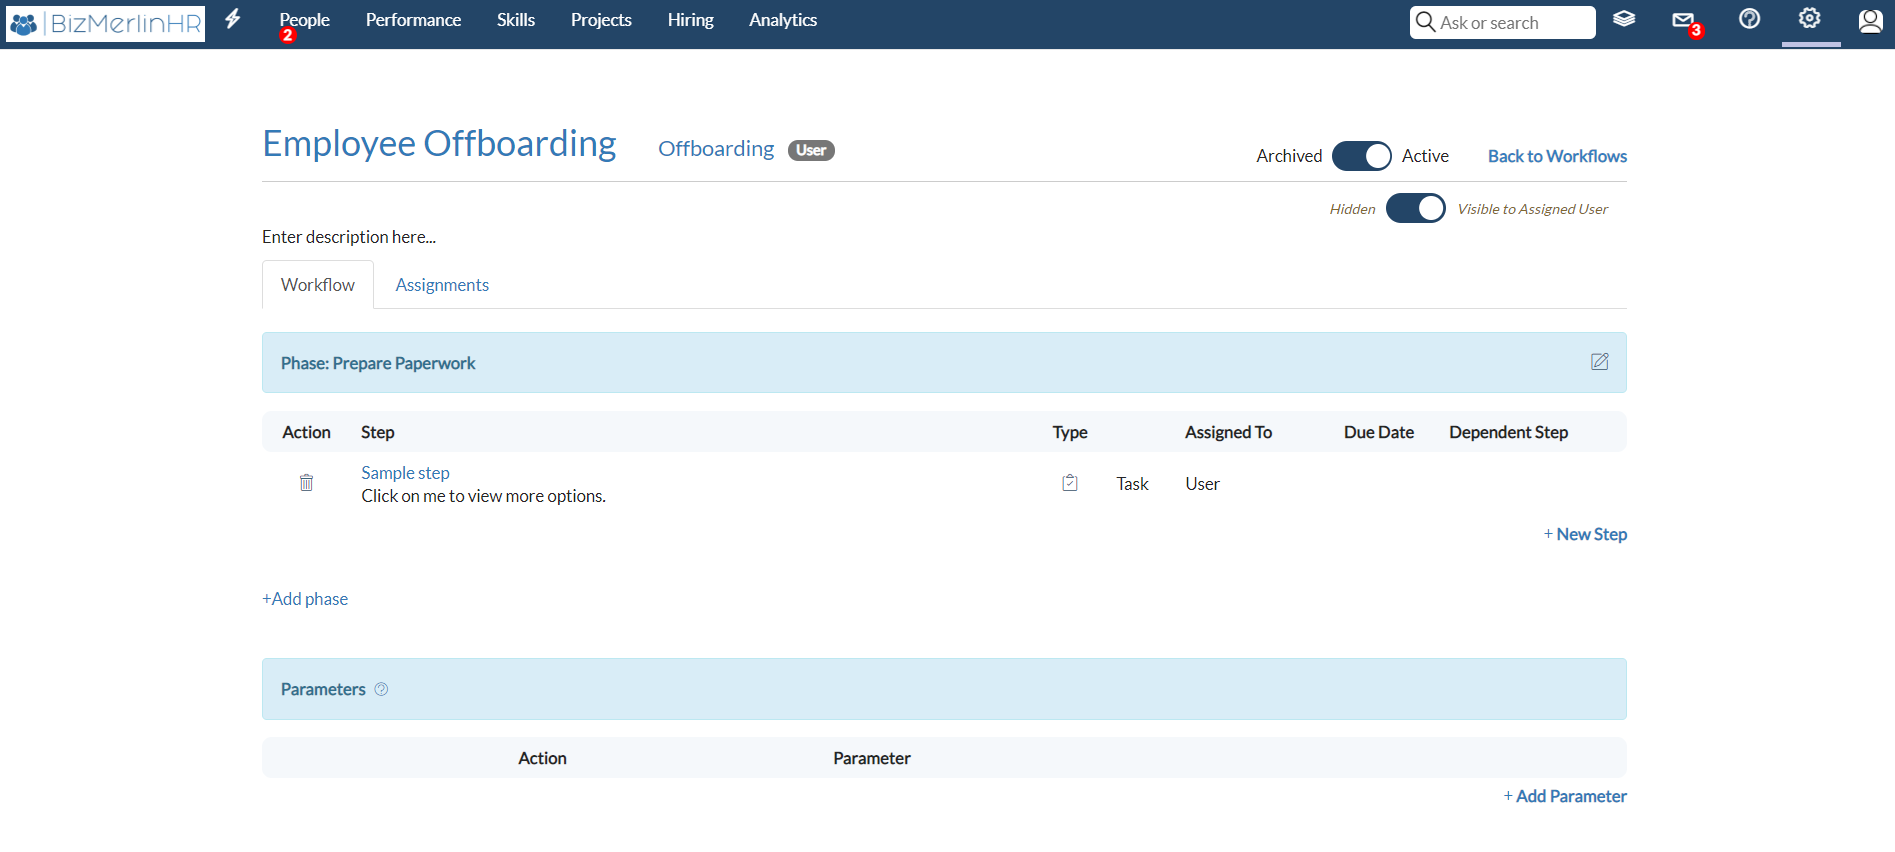 BizMerlinHR People Performance Skills Projects Hiring Analytics Ask or search
2 3
Employee Offboarding Offboarding User Archived Active Back to Workflows
Hidden Visible to Assigned User
Enter description here...
Workflow Assignments
Phase: Prepare Paperwork
Action Step Type Assigned To Due Date Dependent Step
Sample step
Click on me to view more options. Task User
+ New Step
+Add phase
Parameters
Action Parameter
+ Add Parameter